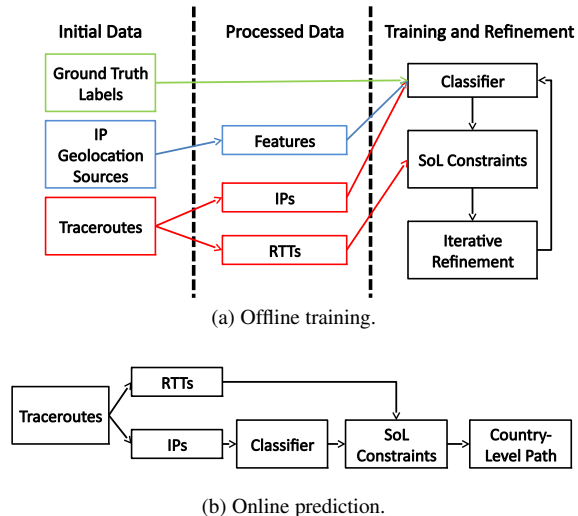 Initial Data
Processed Data
Training and Refinement
Ground Truth
Labels
Classifier
IP
Geolocation
Sources
Features
SoL Constraints
IPs
Traceroutes
RTTs
Iterative
Refinement
(a) Offline training.
RTTs
Traceroutes
IPs
Classifier
SoL
Constraints
Country-
Level Path
(b) Online prediction.